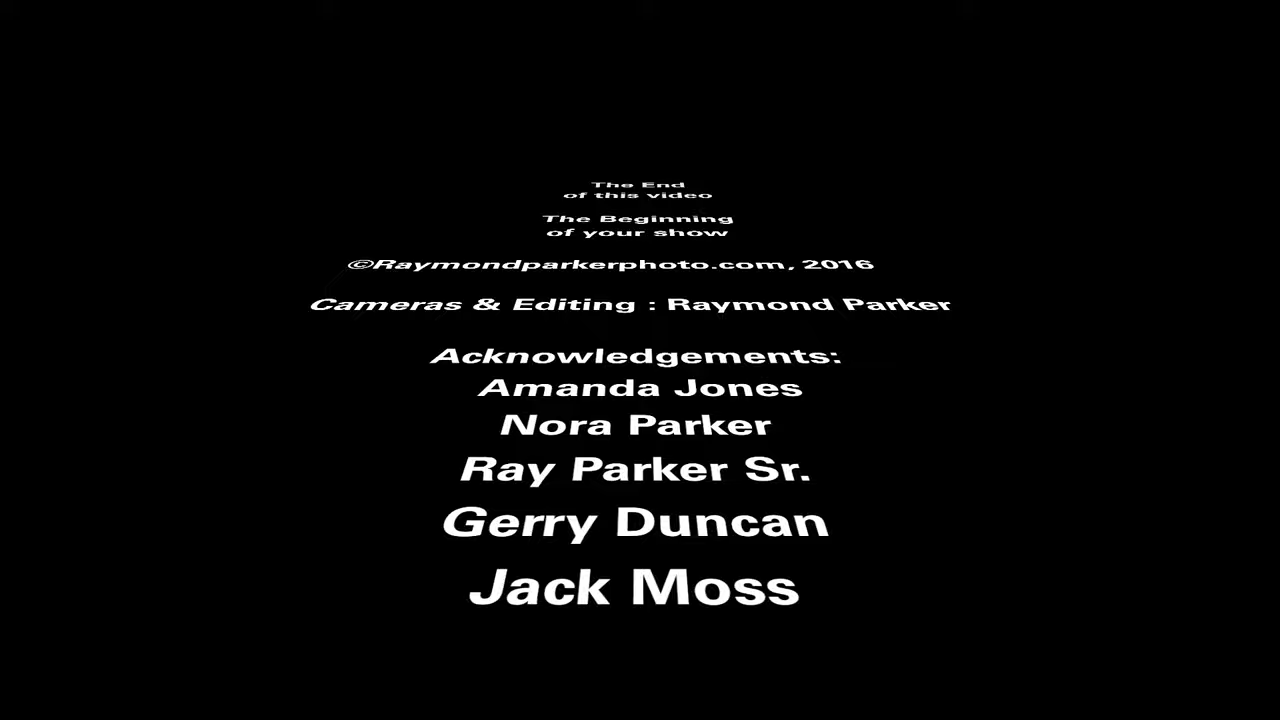 The End
of this video
The Beginning
of your show
©Raymondparkerphoto.com, 2016
Cameras & Editing : Raymond Parker
Acknowledgements:
Amanda Jones
Nora Parker
Ray Parker Sr.
Gerry Duncan
Jack Moss